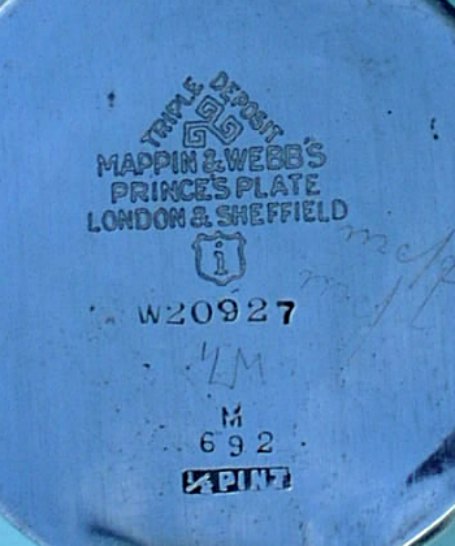 TRIPLE DEPOSIT
MAPPIN & WEBB'S
PRINCE'S PLATE
LONDON & SHEFFIELD
i
W20927
M
692
½ PINT